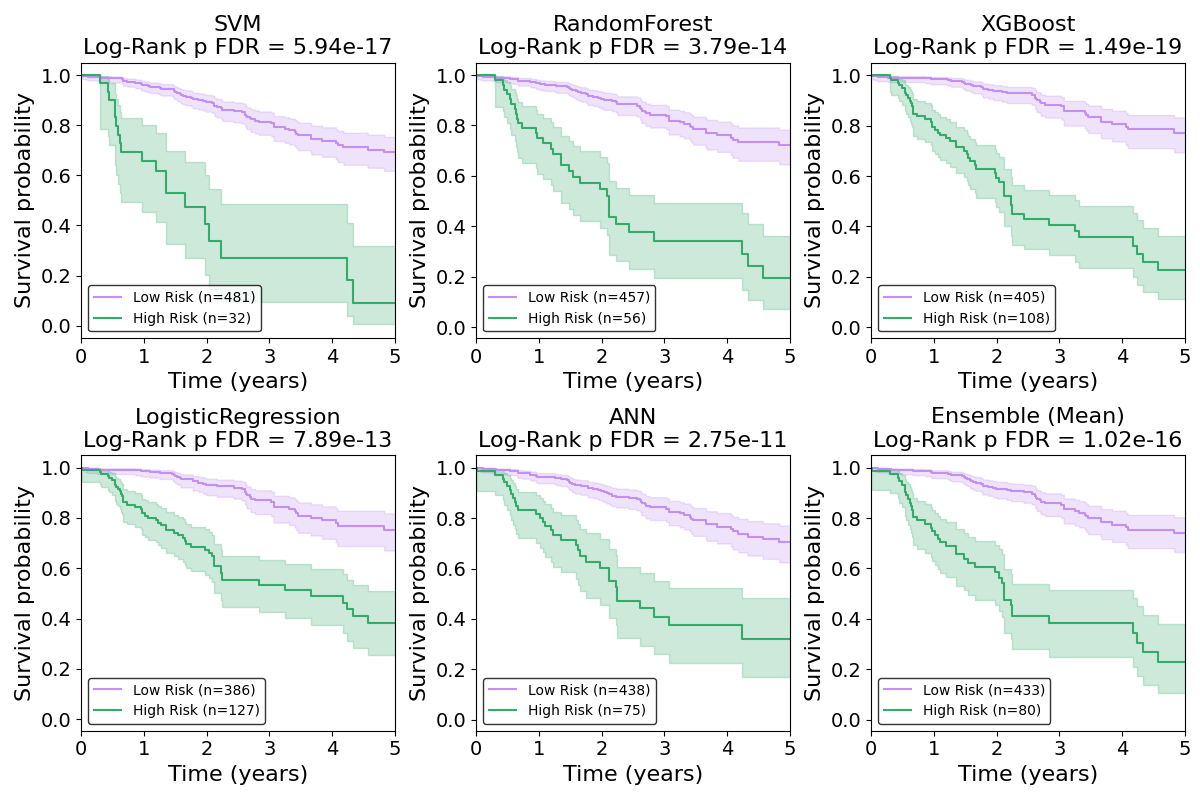 SVM
Log-Rank p FDR = 5.94e-17
Survival probability
1.0
0.8
0.6
0.4
0.2
0.0
Low Risk (n=481)
High Risk (n=32)
0 1 2 3 4 5
Time (years)
RandomForest
Log-Rank p FDR = 3.79e-14
Survival probability
1.0
0.8
0.6
0.4
0.2
0.0
Low Risk (n=457)
High Risk (n=56)
0 1 2 3 4 5
Time (years)
XGBoost
Log-Rank p FDR = 1.49e-19
Survival probability
1.0
0.8
0.6
0.4
0.2
0.0
Low Risk (n=405)
High Risk (n=108)
0 1 2 3 4 5
Time (years)
LogisticRegression
Log-Rank p FDR = 7.89e-13
Survival probability
1.0
0.8
0.6
0.4
0.2
0.0
Low Risk (n=386)
High Risk (n=127)
0 1 2 3 4 5
Time (years)
ANN
Log-Rank p FDR = 2.75e-11
Survival probability
1.0
0.8
0.6
0.4
0.2
0.0
Low Risk (n=438)
High Risk (n=75)
0 1 2 3 4 5
Time (years)
Ensemble (Mean)
Log-Rank p FDR = 1.02e-16
Survival probability
1.0
0.8
0.6
0.4
0.2
0.0
Low Risk (n=433)
High Risk (n=80)
0 1 2 3 4 5
Time (years)